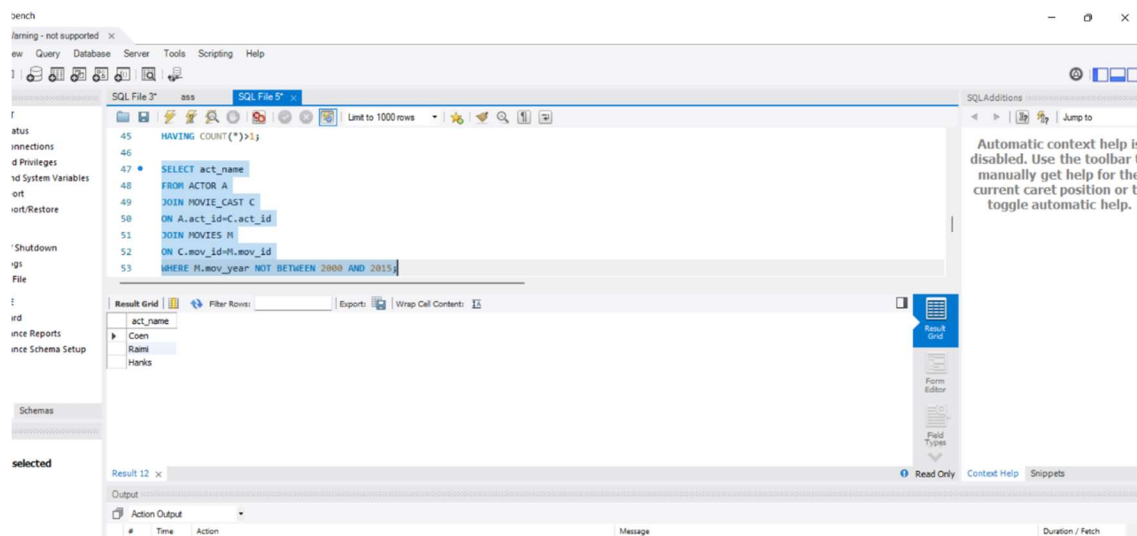 bench
Warning - not supported ×
ew Query Database Server Tools Scripting Help
SQL File 3* ass SQL File 5* ×
Limit to 1000 rows
45 HAVING COUNT(*)>1;
46
47 SELECT act_name
48 FROM ACTOR A
49 JOIN MOVIE_CAST C
50 ON A.act_id=C.act_id
51 JOIN MOVIES M
52 ON C.mov_id=M.mov_id
53 WHERE M.mov_year NOT BETWEEN 2000 AND 2015;
atus
onnections
d Privileges
nd System Variables
ort
ort/Restore
Shutdown
ogs
File
rd
ance Reports
ance Schema Setup
Schemas
selected
Result Grid Filter Rows: Export: Wrap Cell Content:
act_name
Coen
Raimi
Hanks
Result Grid
Form Editor
Field Types
Result 12 ×
Read Only
Output
Action Output
# Time Action Message Duration / Fetch
SQLAdditions
Jump to
Automatic context help is
disabled. Use the toolbar t
manually get help for the
current caret position or t
toggle automatic help.
Context Help Snippets